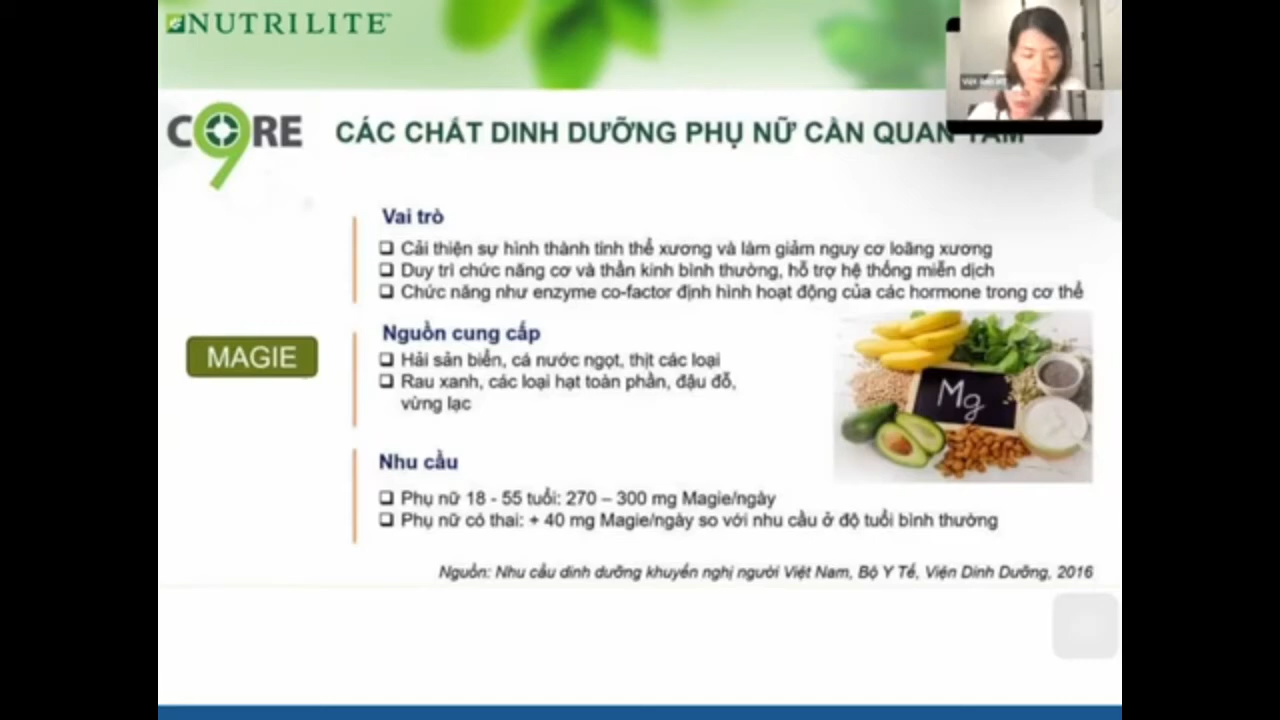 NUTRILITE™
C9RE
CÁC CHẤT DINH DƯỠNG PHỤ NỮ CẦN QUAN TÂM
Vai trò
❑ Cải thiện sự hình thành tinh thể xương và làm giảm nguy cơ loãng xương
❑ Duy trì chức năng cơ và thần kinh bình thường, hỗ trợ hệ thống miễn dịch
❑ Chức năng như enzyme co-factor định hình hoạt động của các hormone trong cơ thể
MAGIE
Nguồn cung cấp
❑ Hải sản biển, cá nước ngọt, thịt các loại
❑ Rau xanh, các loại hạt toàn phần, đậu đỗ,
vừng lạc
Mg
Nhu cầu
❑ Phụ nữ 18 - 55 tuổi: 270 – 300 mg Magie/ngày
❑ Phụ nữ có thai: + 40 mg Magie/ngày so với nhu cầu ở độ tuổi bình thường
Nguồn: Nhu cầu dinh dưỡng khuyến nghị người Việt Nam, Bộ Y Tế, Viện Dinh Dưỡng, 2016